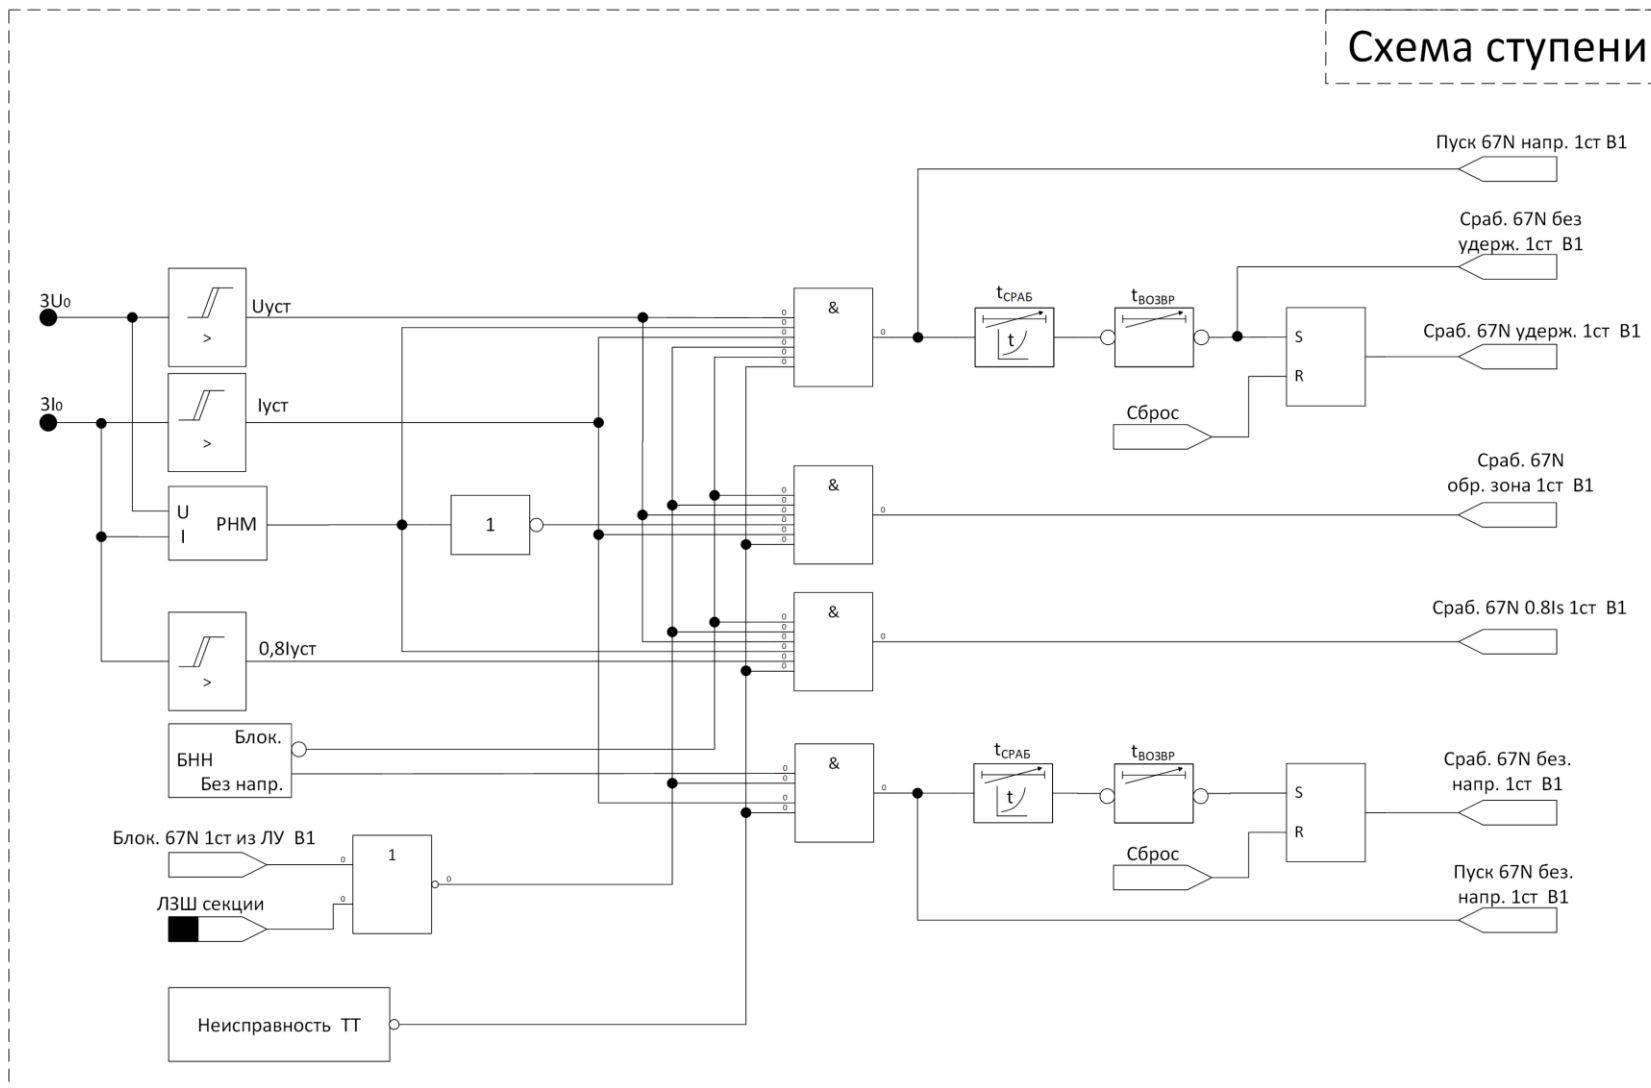 Схема ступени
Пуск 67N напр. 1ст В1
Сраб. 67N без
удерж. 1ст В1
3U₀
Uуст
>
&
tСРАБ
t
tВОЗВР
S
R
Сраб. 67N удерж. 1ст В1
3I₀
Iуст
>
Сброс
U
I
РНМ
1
&
Сраб. 67N
обр. зона 1ст В1
0,8Iуст
>
&
Сраб. 67N 0.8Is 1ст В1
Блок.
БНН
Без напр.
&
tСРАБ
t
tВОЗВР
S
R
Сраб. 67N без.
напр. 1ст В1
Блок. 67N 1ст из ЛУ В1
1
Сброс
ЛЗШ секции
Пуск 67N без.
напр. 1ст В1
Неисправность ТТ